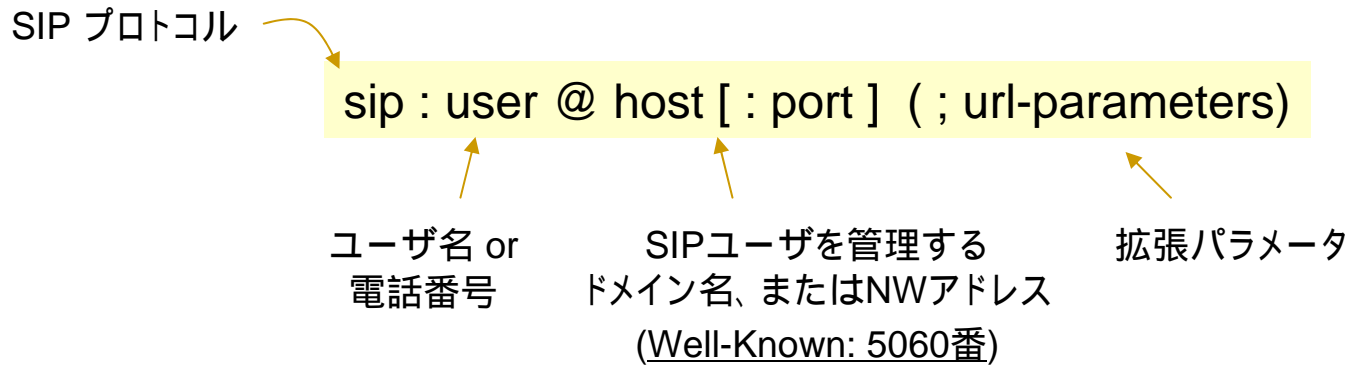 SIP プロトコル
sip : user @ host [ : port ] ( ; url-parameters)
ユーザ名 or
電話番号
SIPユーザを管理する
ドメイン名、またはNWアドレス
(Well-Known: 5060番)
拡張パラメータ